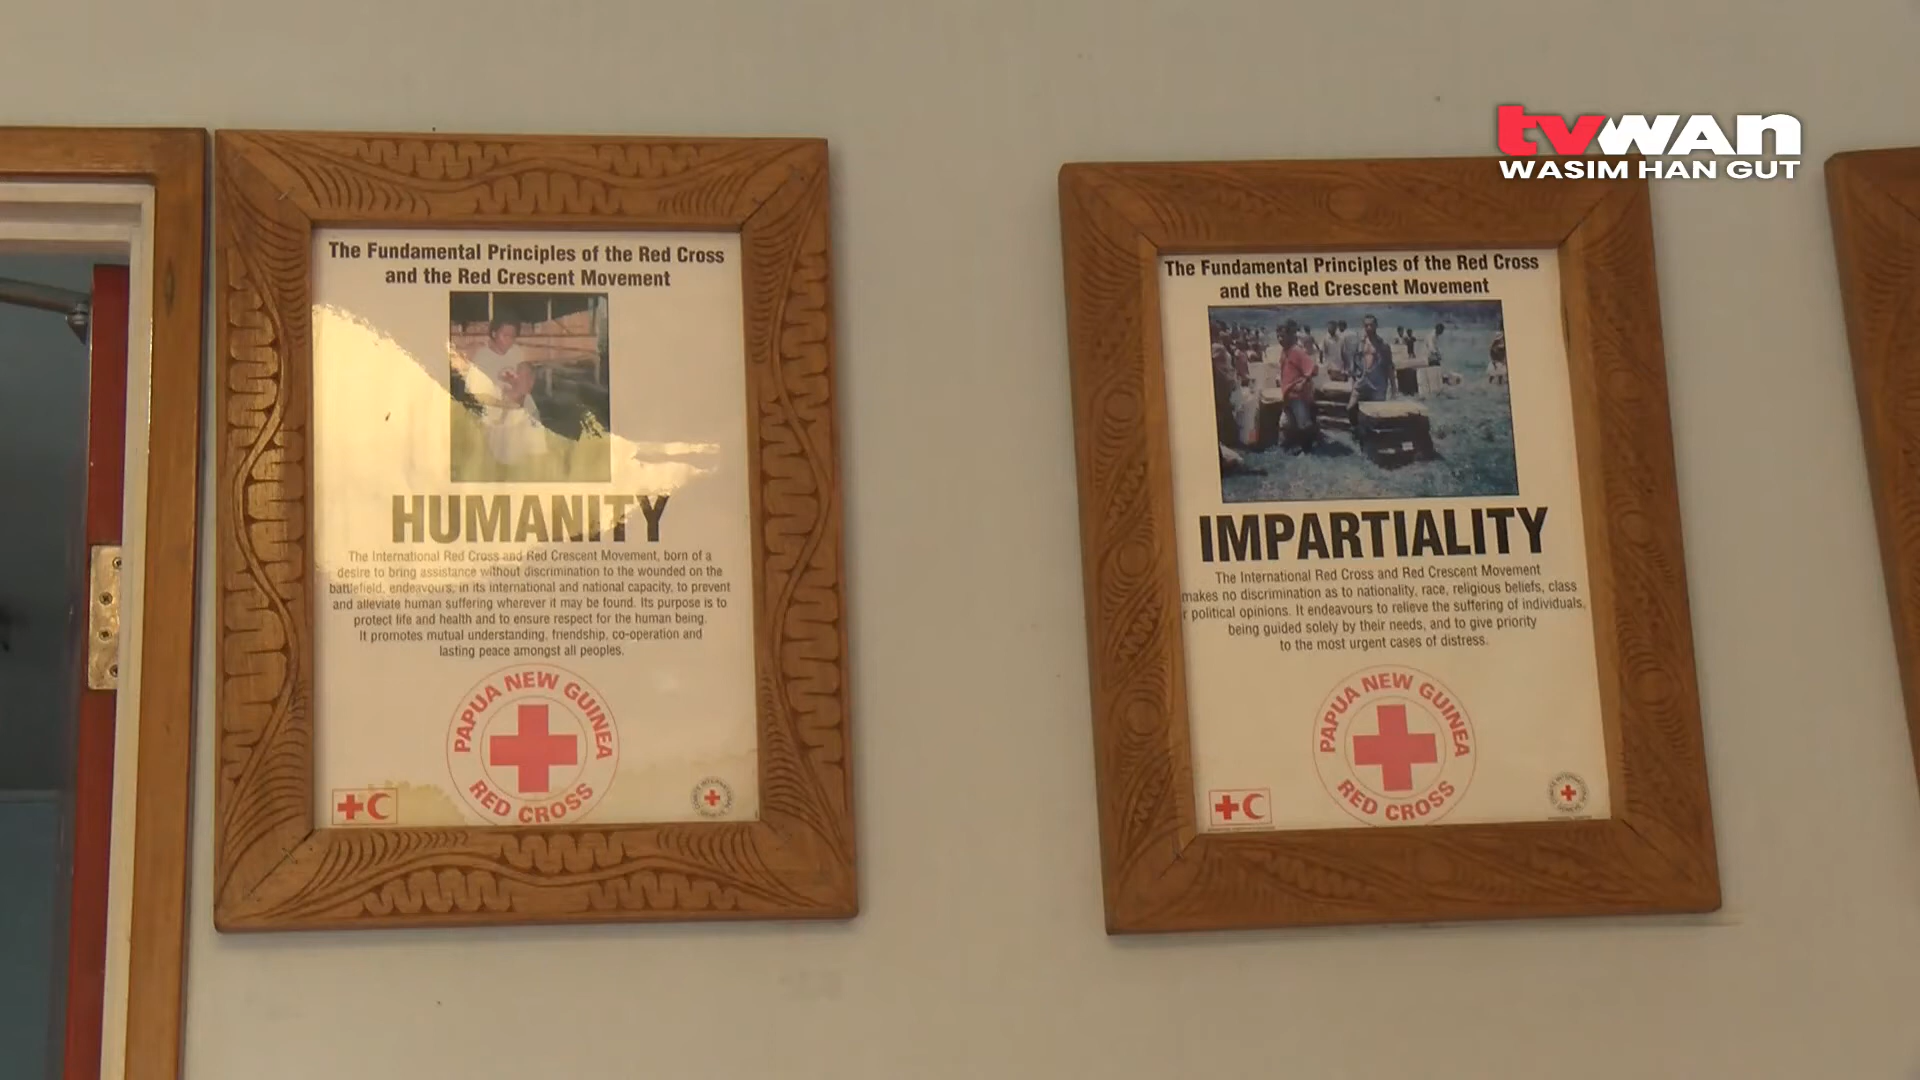 tvwan
WASIM HAN GUT
The Fundamental Principles of the Red Cross
and the Red Crescent Movement
HUMANITY
The International Red Cross and Red Crescent Movement, born of a
desire to bring assistance without discrimination to the wounded on the
battlefield, endeavours, in its international and national capacity, to prevent
and alleviate human suffering wherever it may be found. Its purpose is to
protect life and health and to ensure respect for the human being.
It promotes mutual understanding, friendship, co-operation and
lasting peace amongst all peoples.
PAPUA NEW GUINEA
RED CROSS
COMITE INTERNATIONAL
GENEVE
The Fundamental Principles of the Red Cross
and the Red Crescent Movement
IMPARTIALITY
The International Red Cross and Red Crescent Movement
makes no discrimination as to nationality, race, religious beliefs, class
r political opinions. It endeavours to relieve the suffering of individuals,
being guided solely by their needs, and to give priority
to the most urgent cases of distress.
PAPUA NEW GUINEA
RED CROSS
COMITE INTERNATIONAL
GENEVE